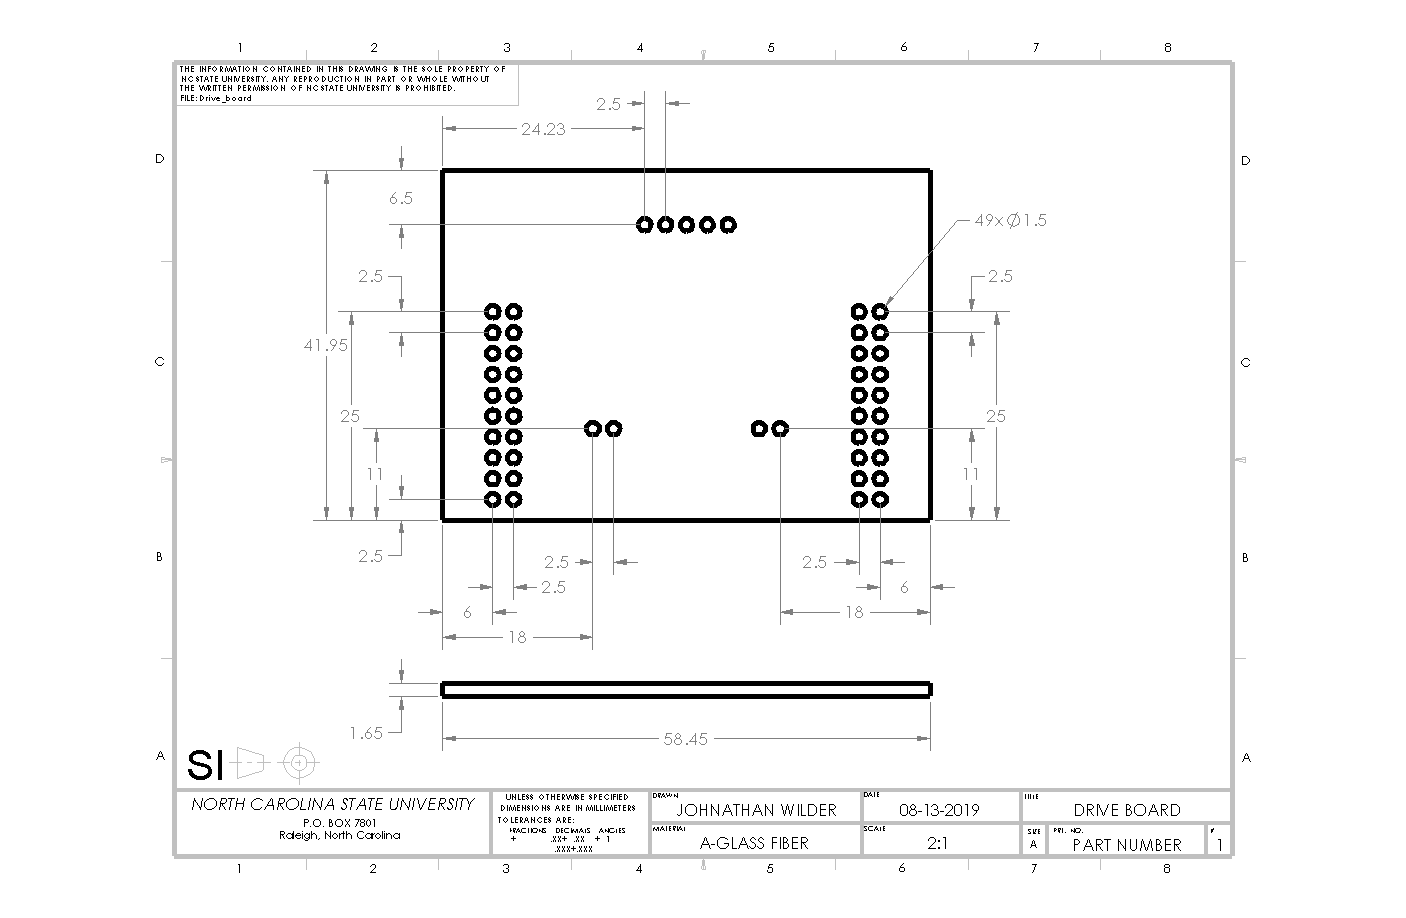 1 2 3 4 5 6 7 8
THE INFORMATION CONTAINED IN THIS DRAWING IS THE SOLE PROPERTY OF
NC STATE UNIVERSITY. ANY REPRODUCTION IN PART OR WHOLE WITHOUT
THE WRITTEN PERMISSION OF NC STATE UNIVERSITY IS PROHIBITED.
FILE: Drive_board
2.5
24.23
D
D
6.5
49x∅1.5
2.5
2.5
41.95
C
C
25
25
11
11
2.5
B
B
2.5
2.5
2.5
6
6
18
18
1.65
58.45
A
A
SI
NORTH CAROLINA STATE UNIVERSITY
P.O. BOX 7801
Raleigh, North Carolina
UNLESS OTHERWISE SPECIFIED
DIMENSIONS ARE IN MILLIMETERS
TOLERANCES ARE:
FRACTIONS DECIMALS ANGLES
+ .XX+ .XX + 1
.XXX+.XXX
DRAWN
JOHNATHAN WILDER
DATE
08-13-2019
TITLE
DRIVE BOARD
MATERIAL
A-GLASS FIBER
SCALE
2:1
SIZE
A
PRT. NO.
PART NUMBER
#
1
1 2 3 4 5 6 7 8